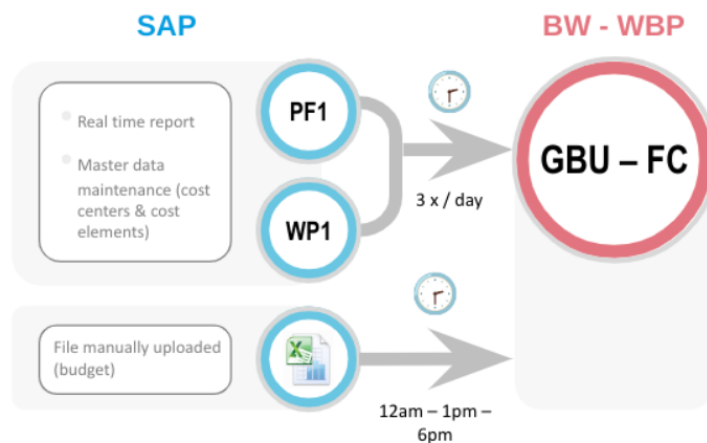 SAP
BW - WBP
Real time report
Master data
maintenance (cost
centers & cost
elements)
PF1
WP1
3 x / day
GBU – FC
File manually uploaded
(budget)
12am – 1pm –
6pm